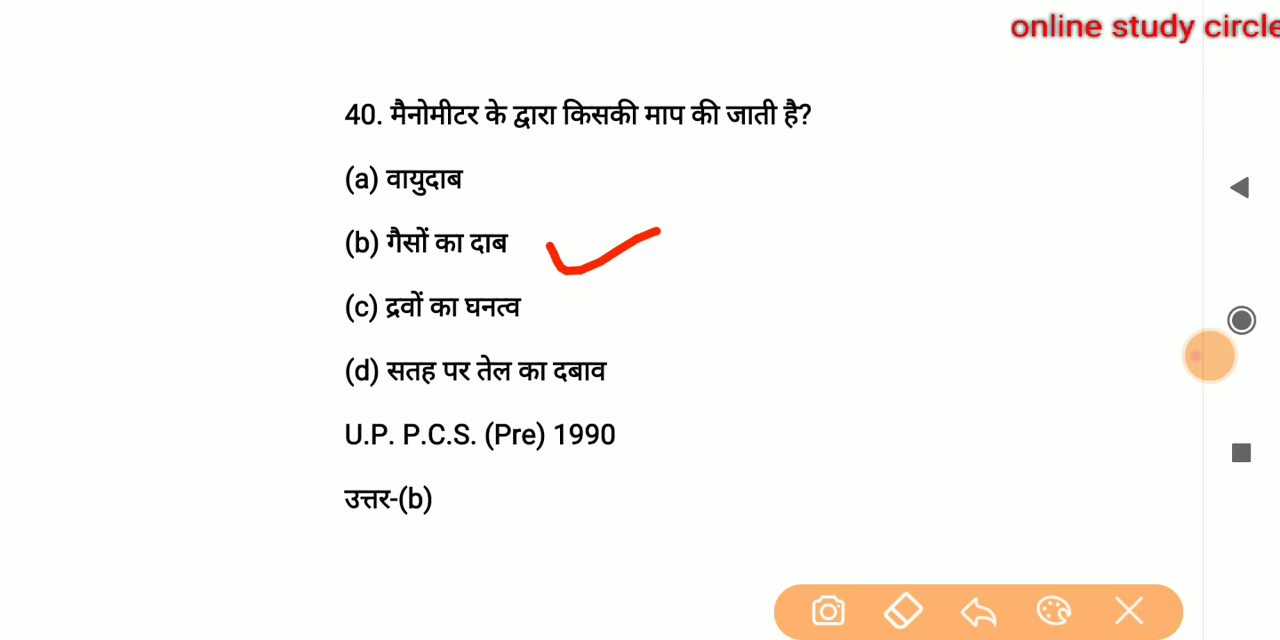 online study circle
40. मैनोमीटर के द्वारा किसकी माप की जाती है?
(a) वायुदाब
(b) गैसों का दाब
(c) द्रवों का घनत्व
(d) सतह पर तेल का दबाव
U.P. P.C.S. (Pre) 1990
उत्तर-(b)